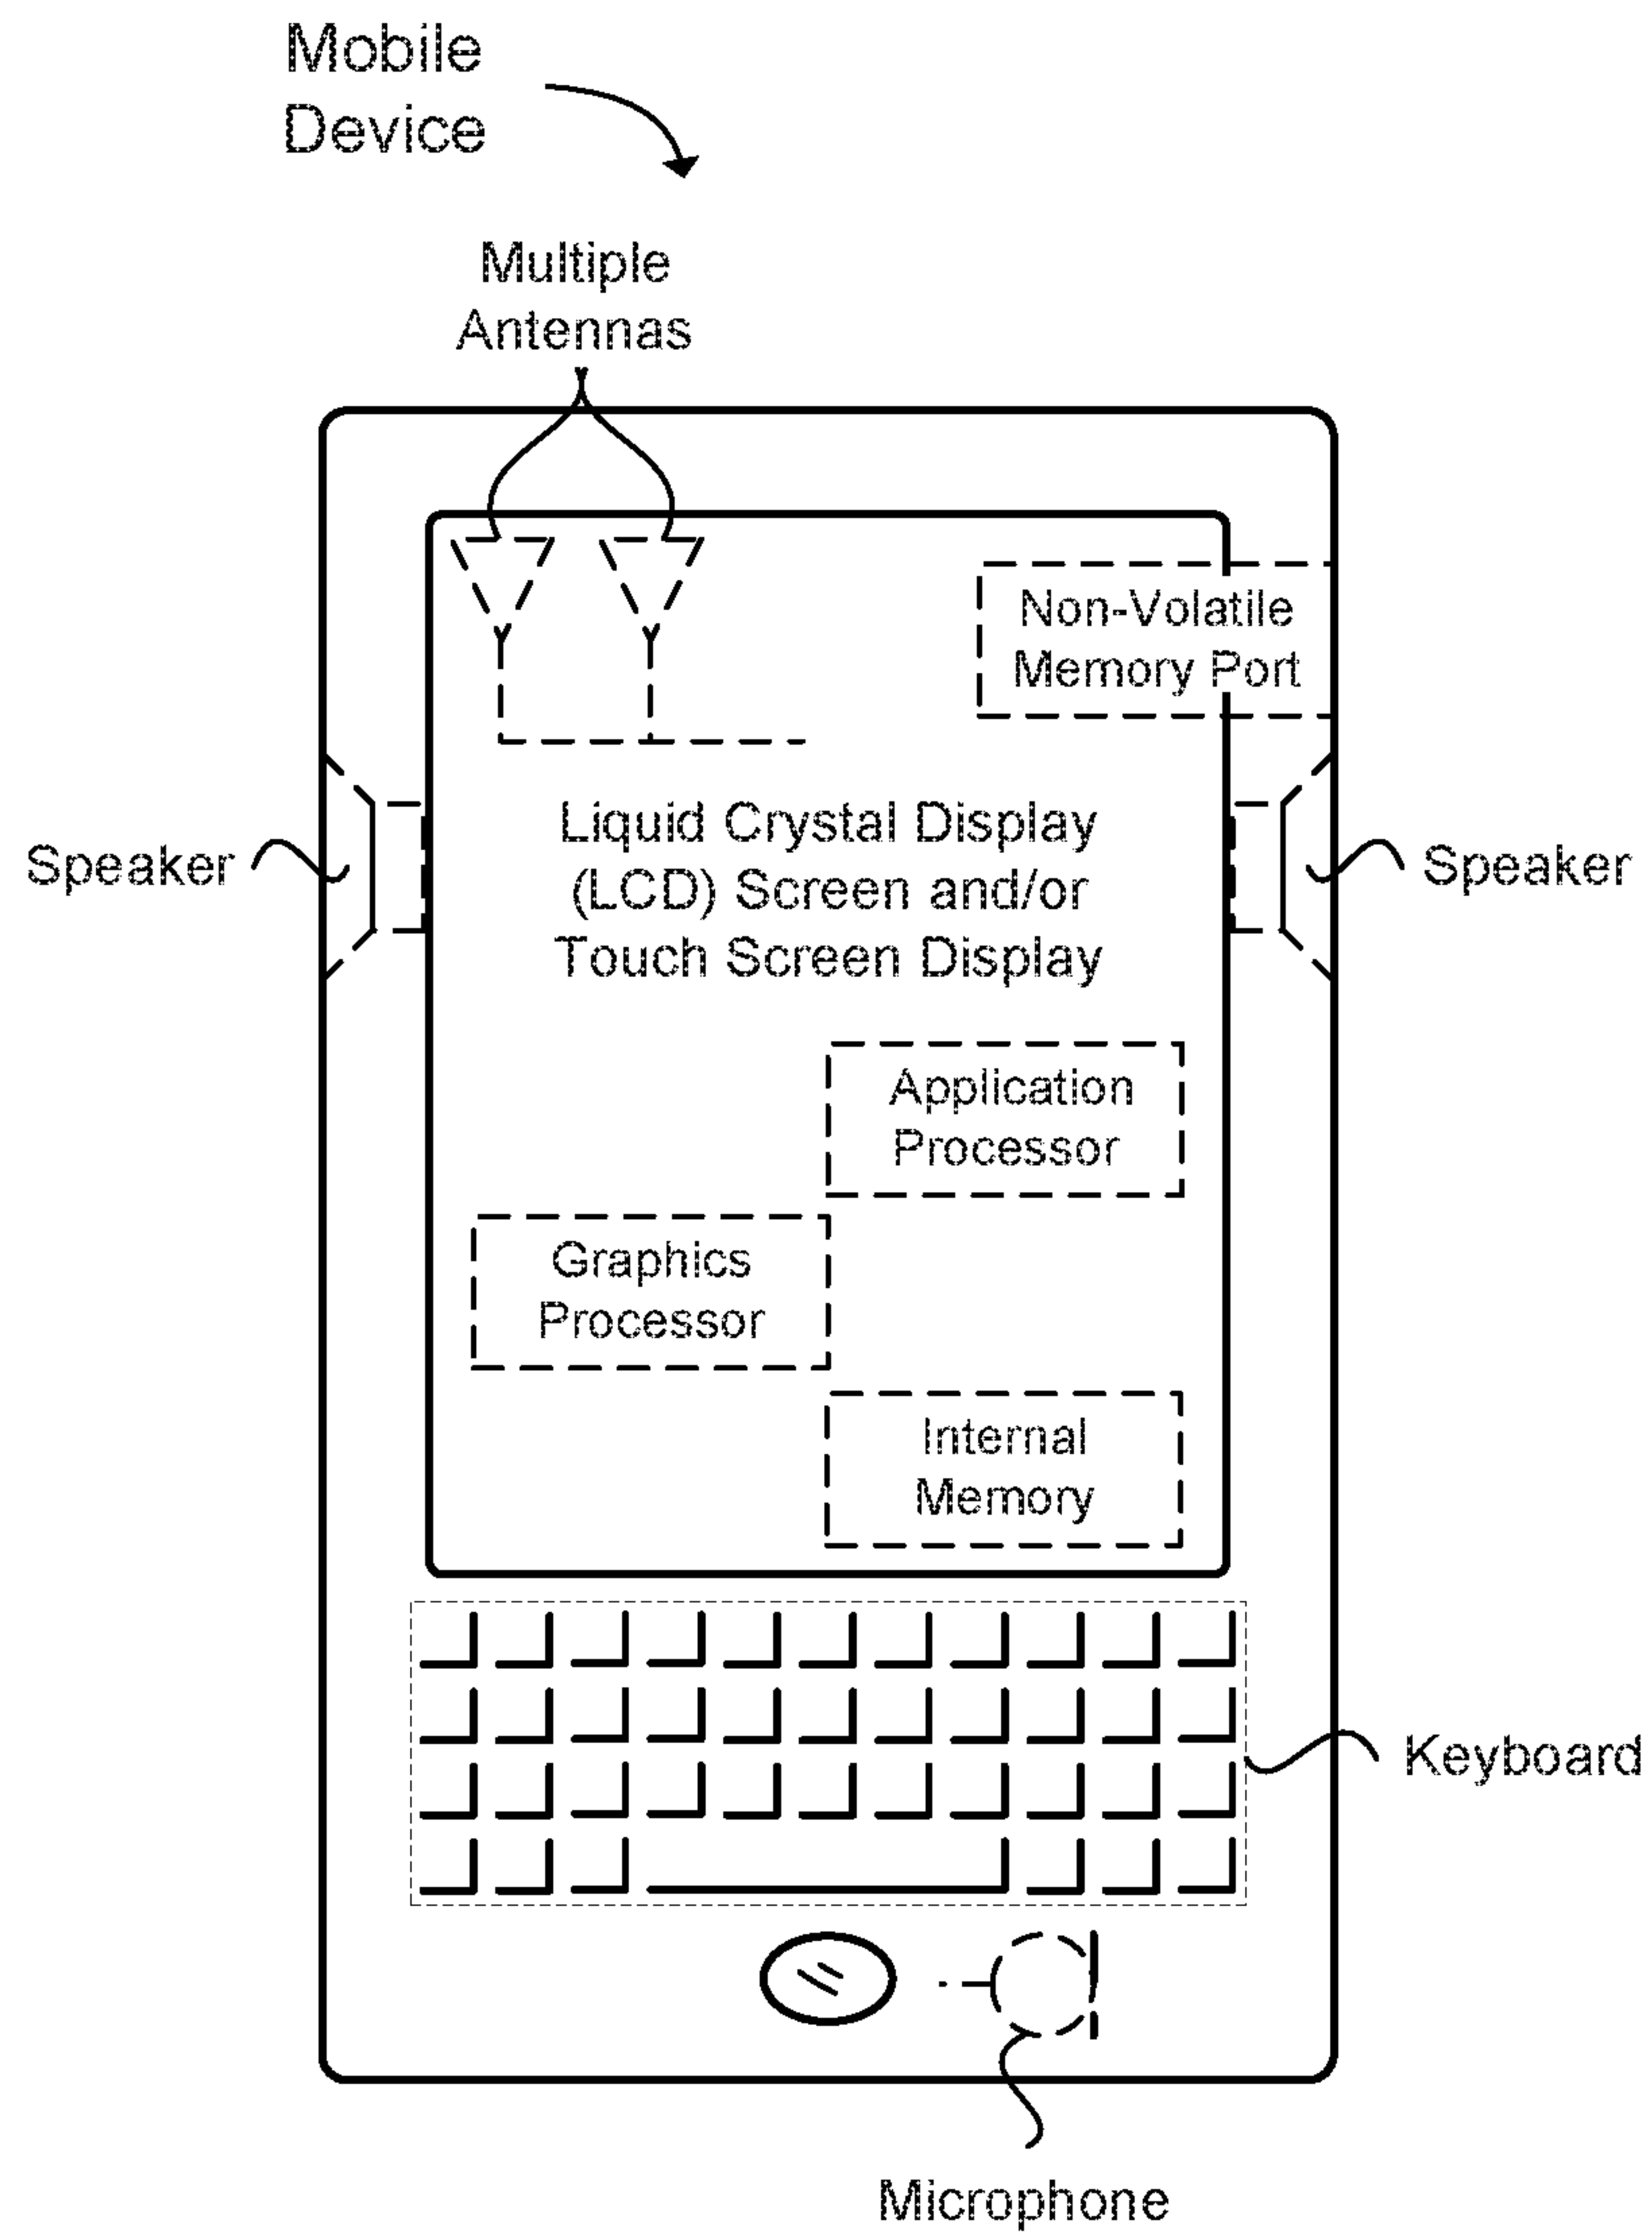 Mobile
Device
Multiple
Antennas
Non-Volatile
Memory Port
Speaker
Liquid Crystal Display
(LCD) Screen and/or
Touch Screen Display
Speaker
Application
Processor
Graphics
Processor
Internal
Memory
Keyboard
Microphone